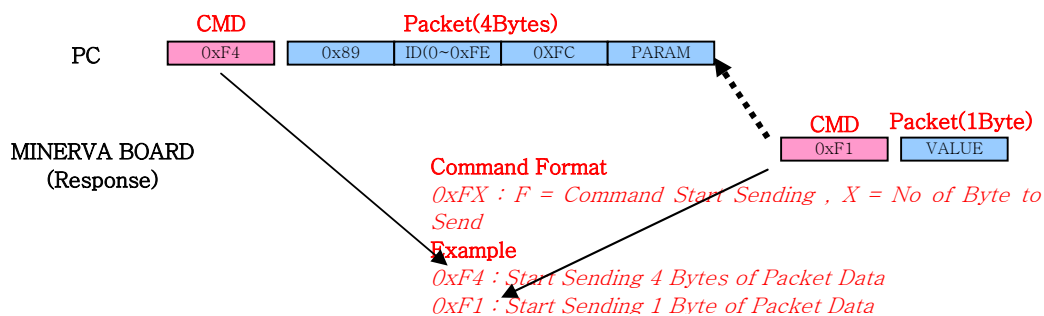 CMD Packet(4Bytes)
PC 0xF4 0x89 ID(0~0xFE 0XFC PARAM
CMD Packet(1Byte)
0xF1 VALUE
MINERVA BOARD
(Response)
Command Format
0xFX : F = Command Start Sending , X = No of Byte to
Send
Example
0xF4 : Start Sending 4 Bytes of Packet Data
0xF1 : Start Sending 1 Byte of Packet Data